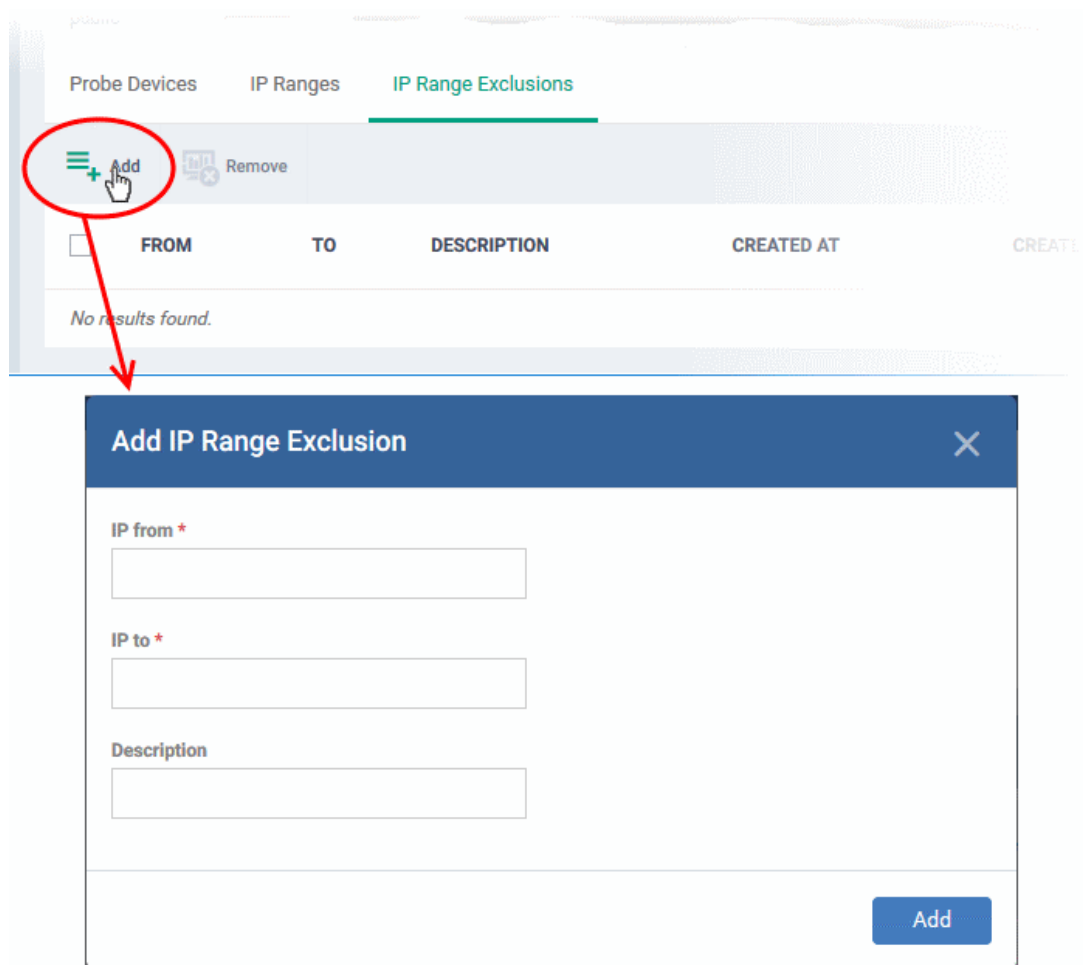 public
Probe Devices IP Ranges IP Range Exclusions
Add Remove
FROM TO DESCRIPTION CREATED AT
No results found.
Add IP Range Exclusion
IP from *
IP to *
Description
Add